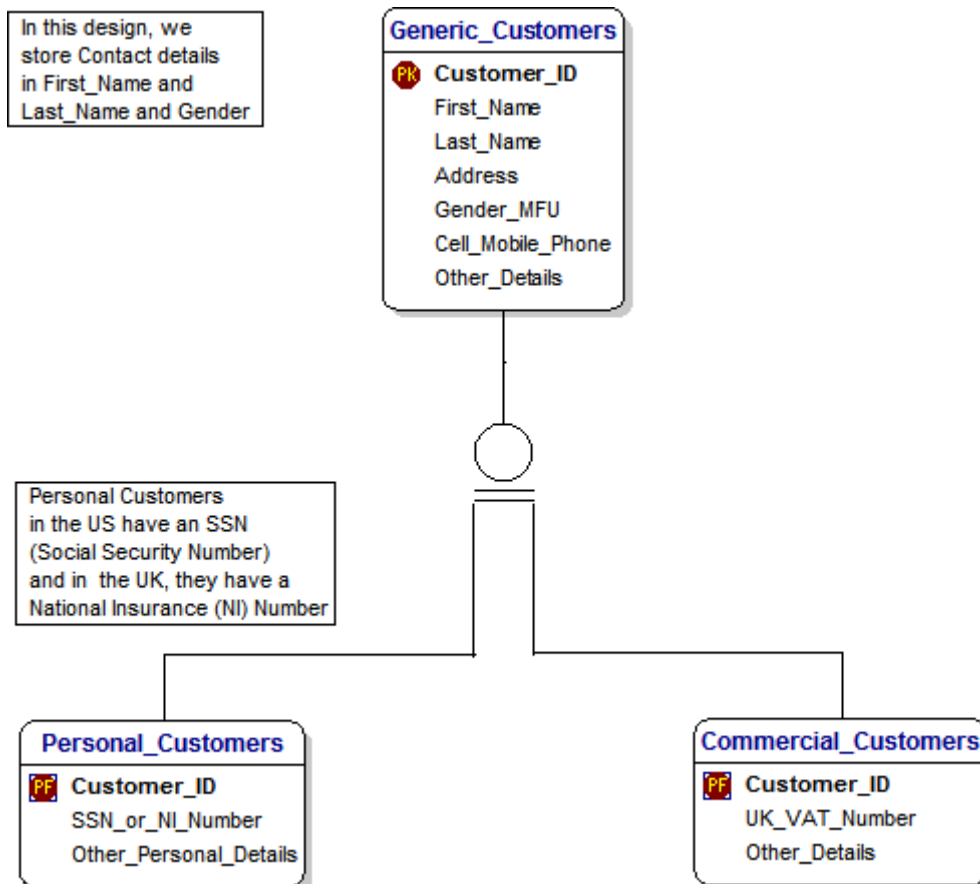 In this design, we
store Contact details
in First_Name and
Last_Name and Gender
Generic_Customers
PK Customer_ID
First_Name
Last_Name
Address
Gender_MFU
Cell_Mobile_Phone
Other_Details
Personal Customers
in the US have an SSN
(Social Security Number)
and in the UK, they have a
National Insurance (NI) Number
Personal_Customers
PF Customer_ID
SSN_or_NI_Number
Other_Personal_Details
Commercial_Customers
PF Customer_ID
UK_VAT_Number
Other_Details